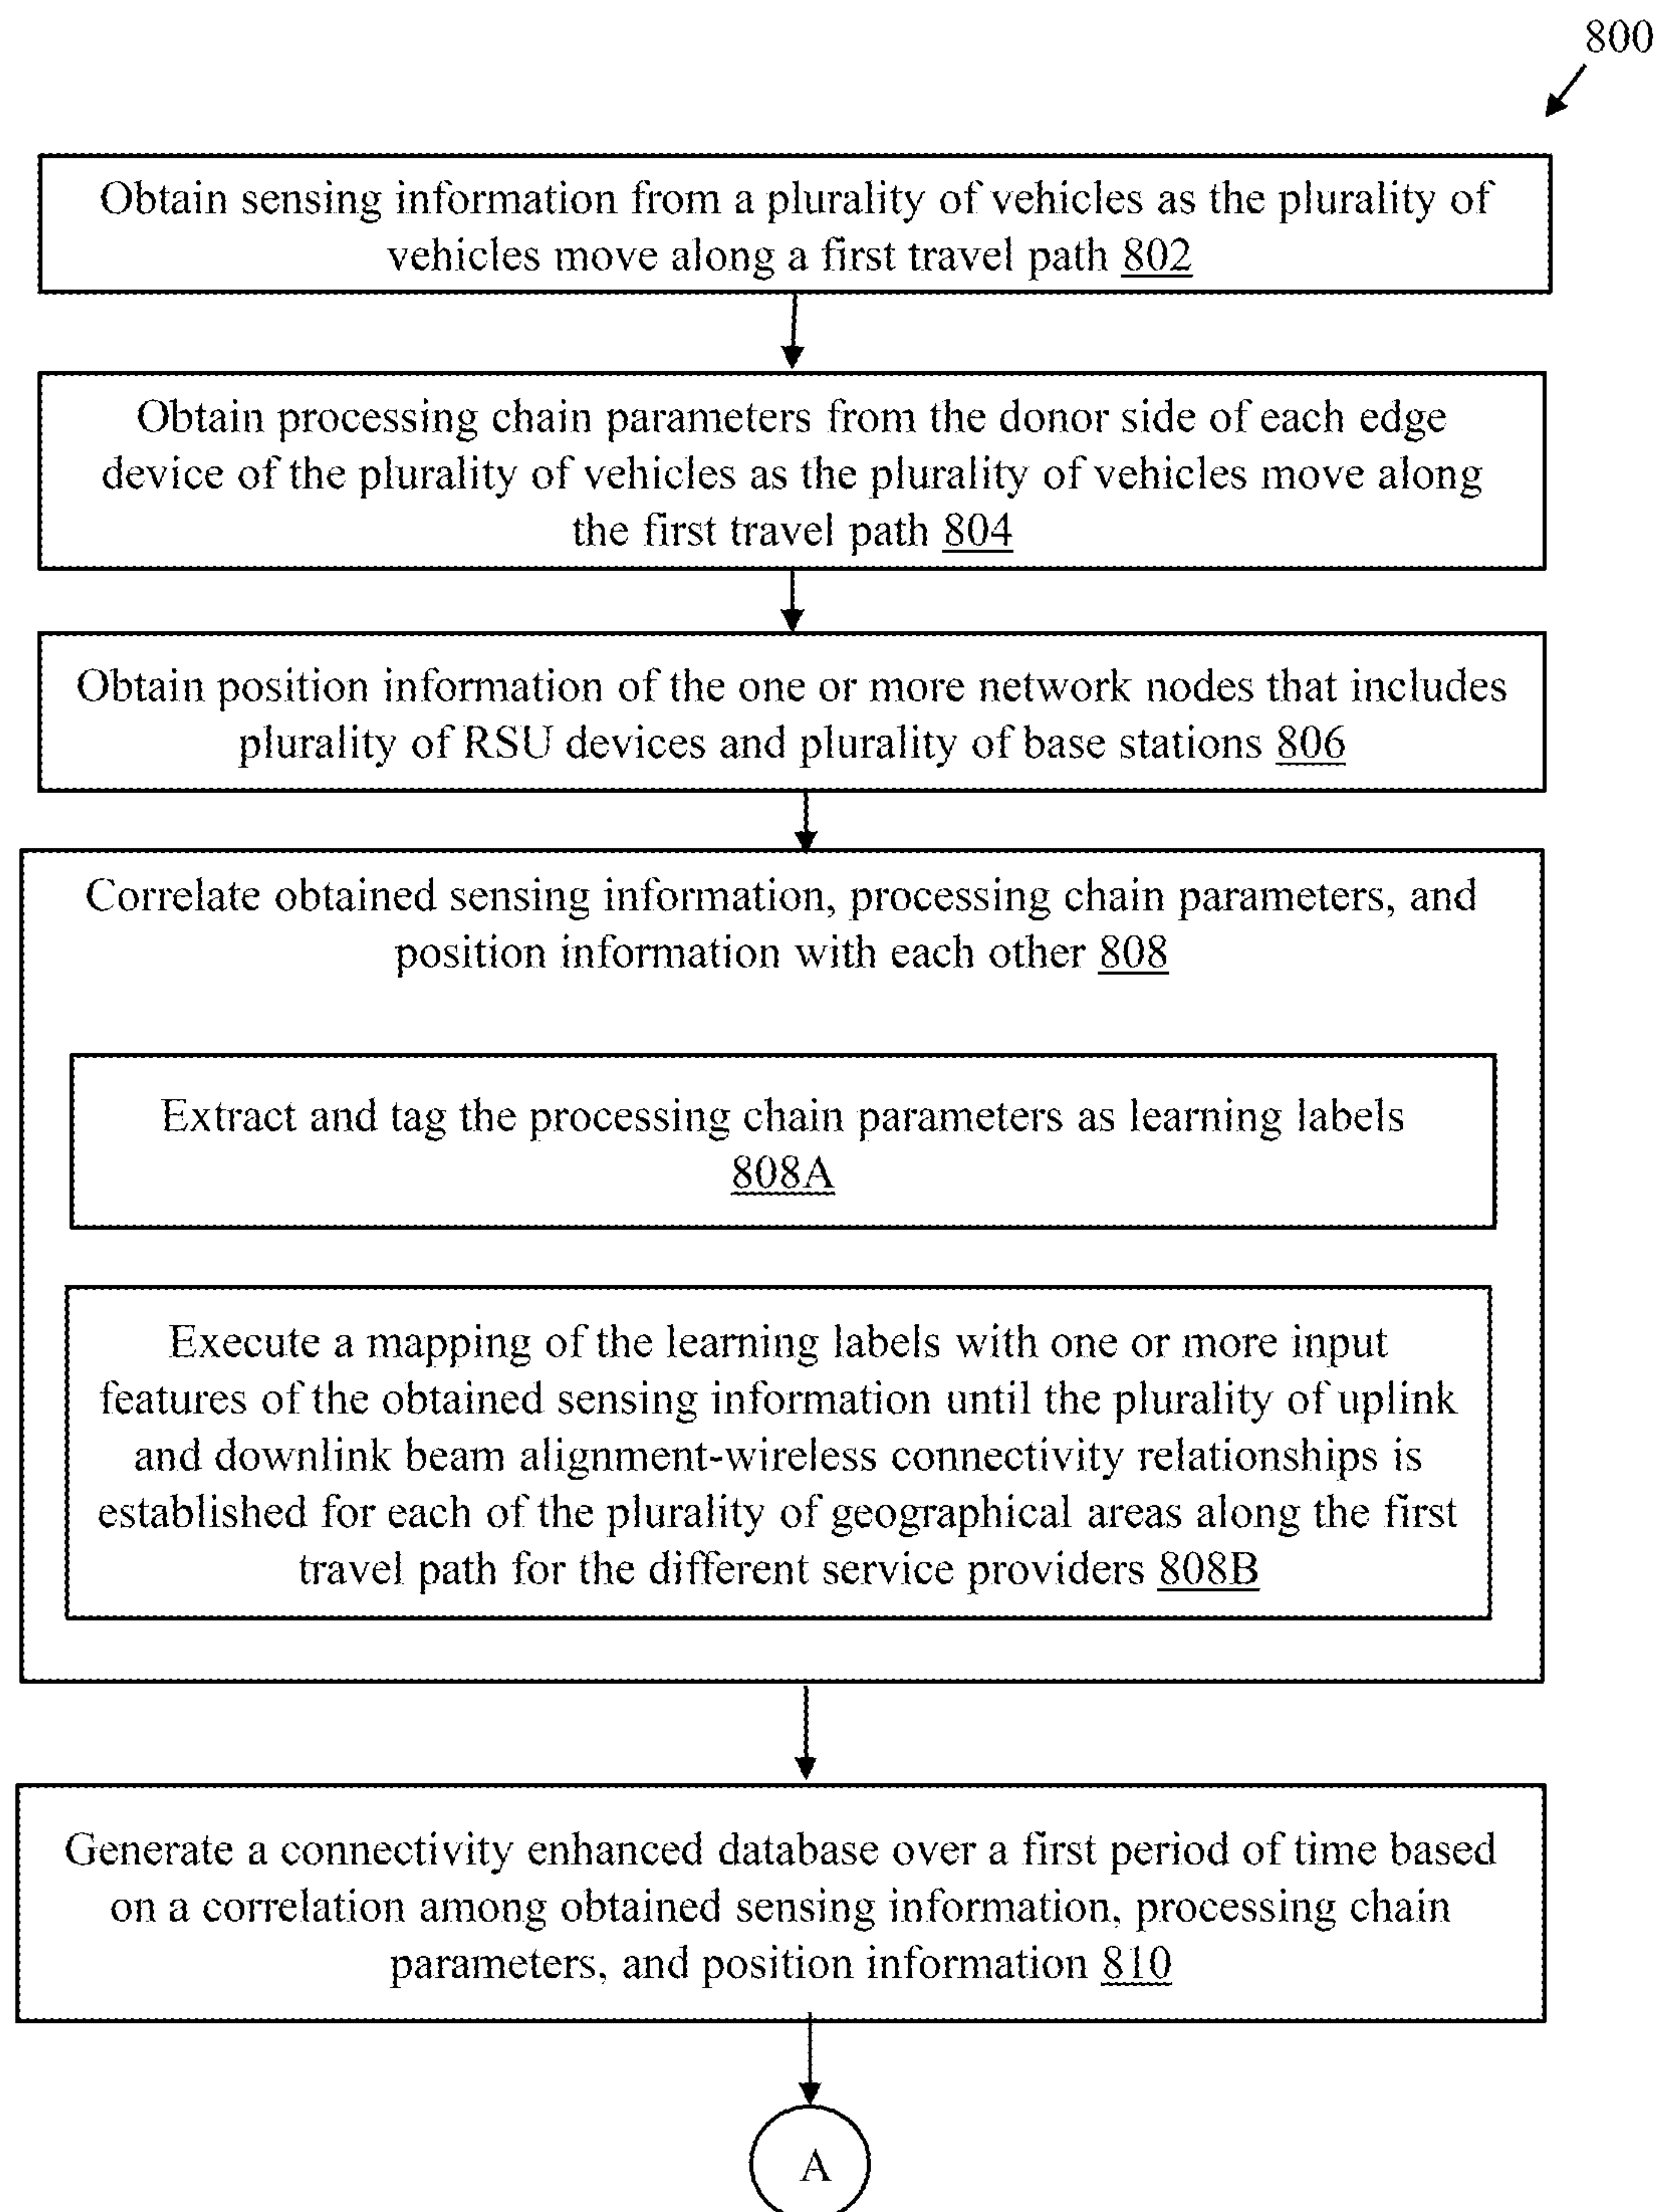 800
Obtain sensing information from a plurality of vehicles as the plurality of
vehicles move along a first travel path 802
Obtain processing chain parameters from the donor side of each edge
device of the plurality of vehicles as the plurality of vehicles move along
the first travel path 804
Obtain position information of the one or more network nodes that includes
plurality of RSU devices and plurality of base stations 806
Correlate obtained sensing information, processing chain parameters, and
position information with each other 808
Extract and tag the processing chain parameters as learning labels
808A
Execute a mapping of the learning labels with one or more input
features of the obtained sensing information until the plurality of uplink
and downlink beam alignment-wireless connectivity relationships is
established for each of the plurality of geographical areas along the first
travel path for the different service providers 808B
Generate a connectivity enhanced database over a first period of time based
on a correlation among obtained sensing information, processing chain
parameters, and position information 810
A